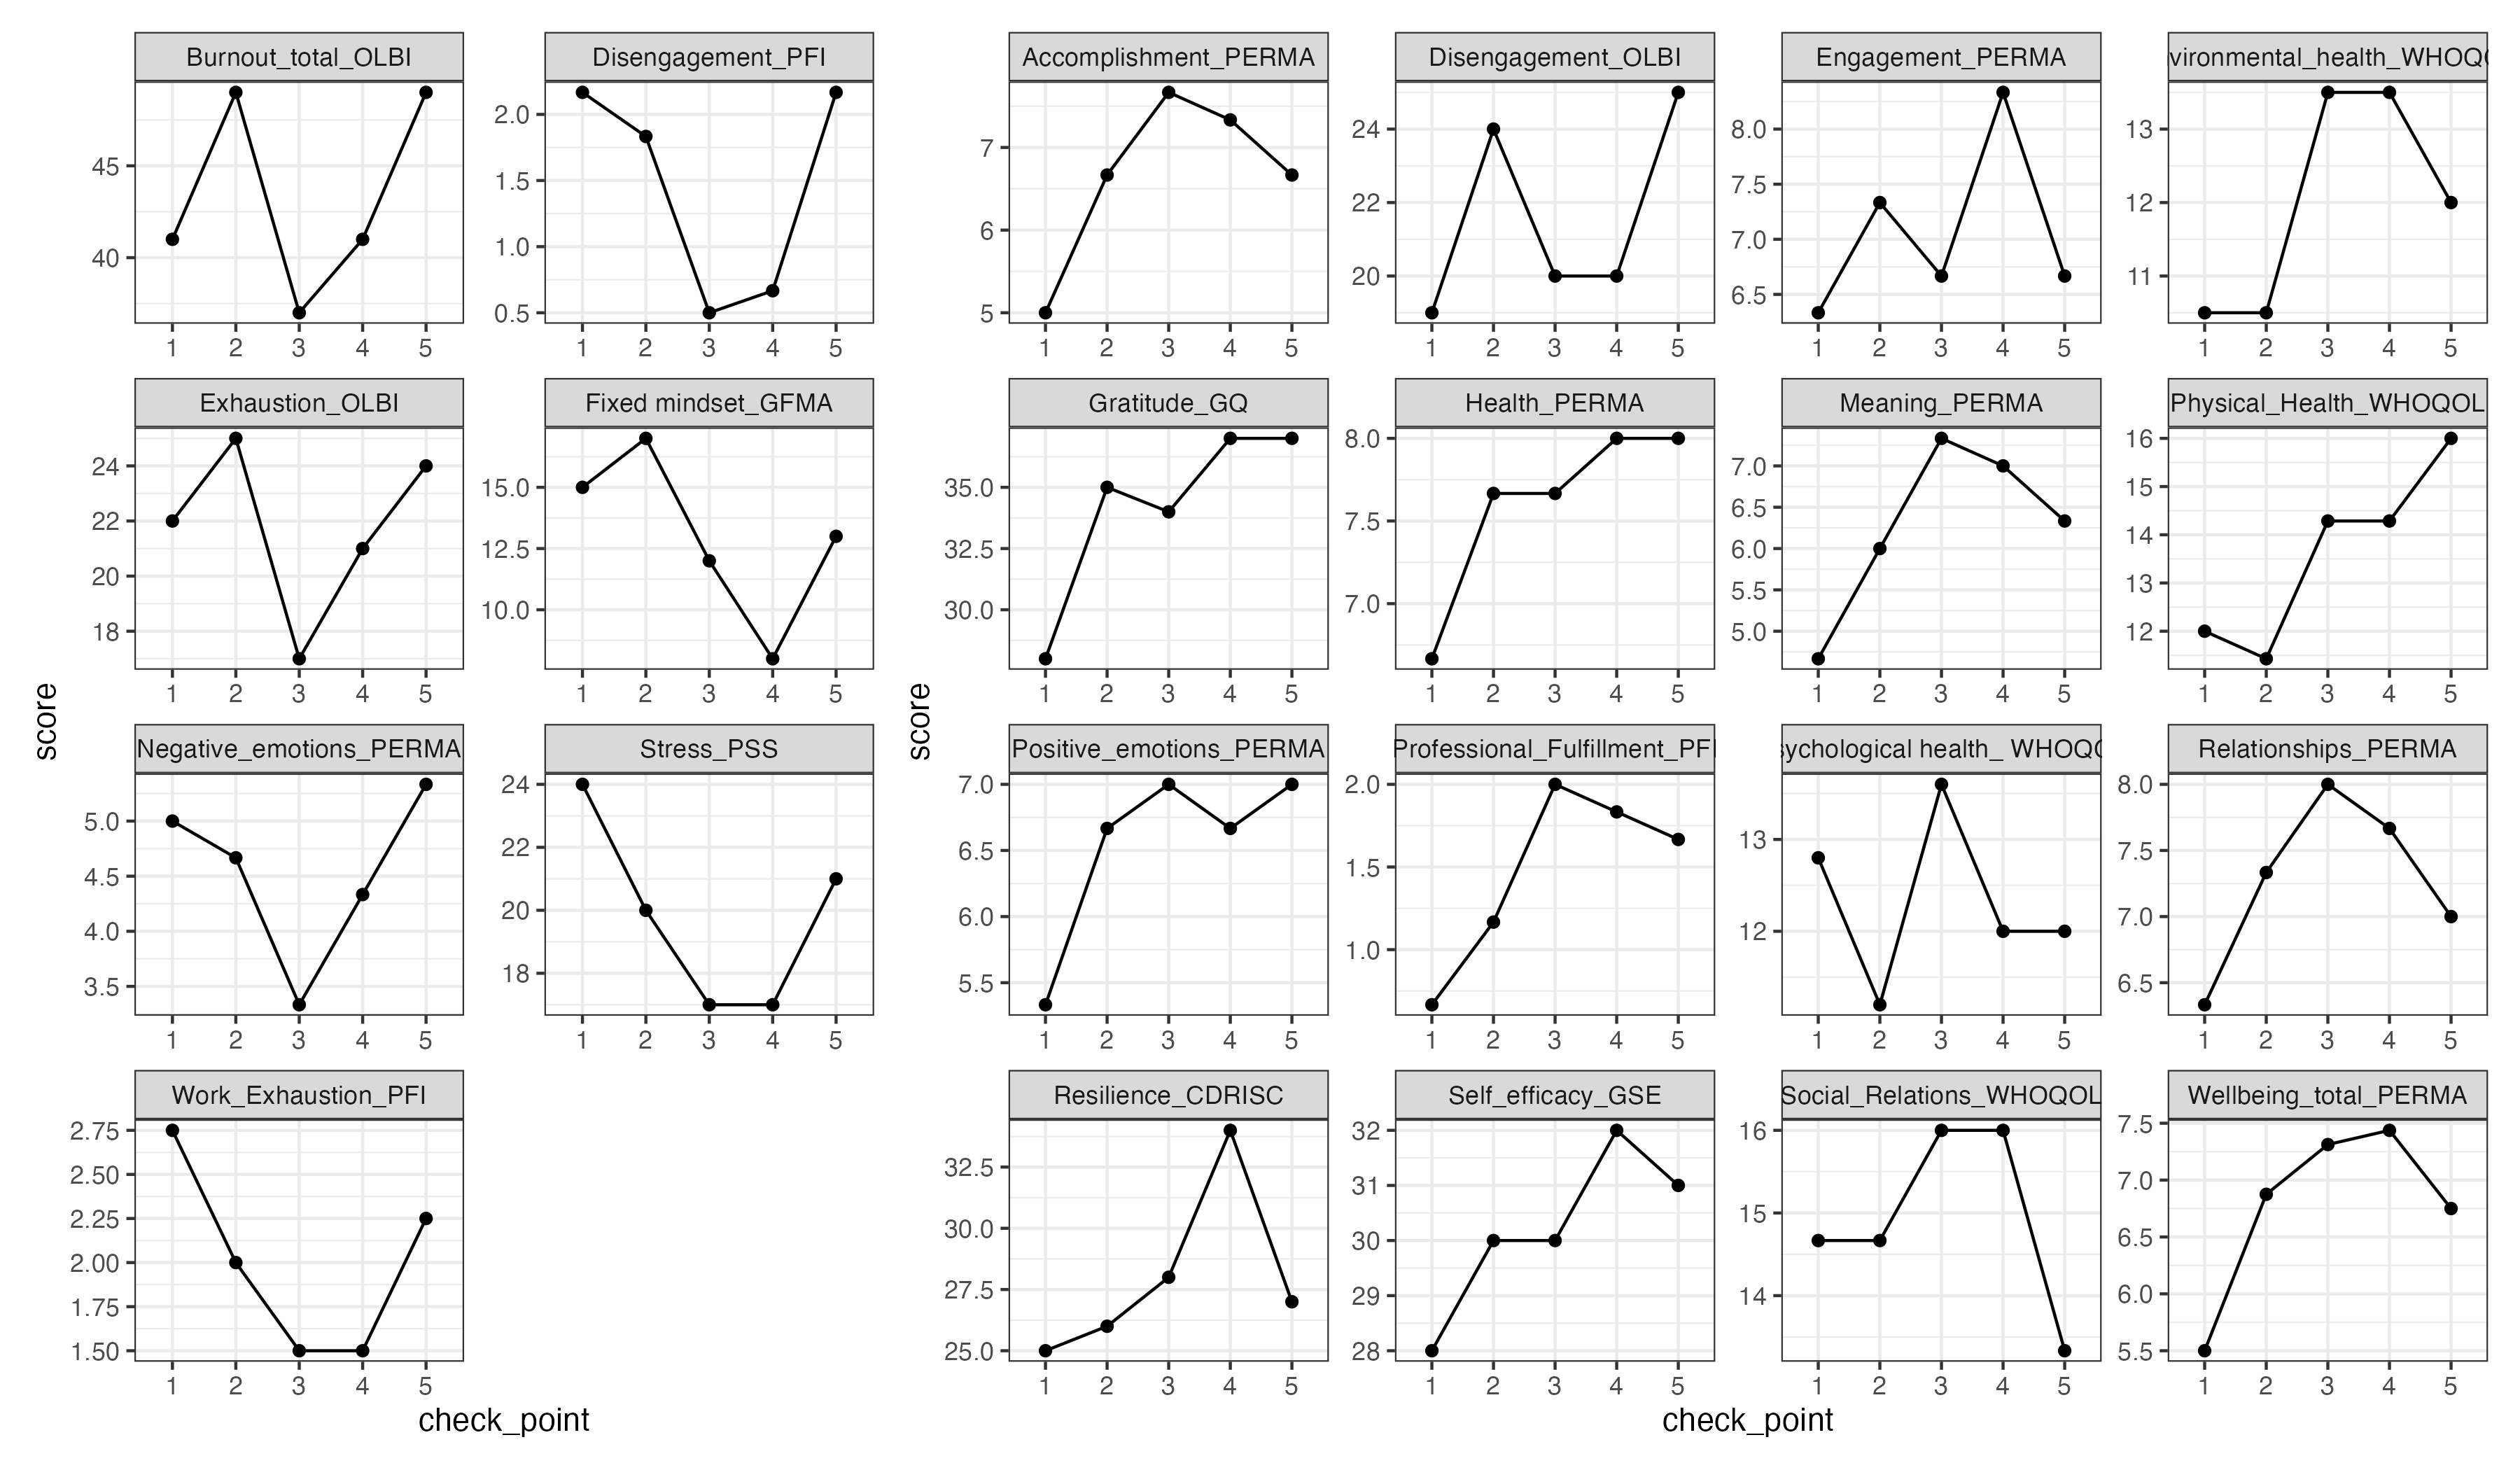 Burnout_total_OLBI
45
40
1 2 3 4 5
Disengagement_PFI
2.0
1.5
1.0
0.5
1 2 3 4 5
Exhaustion_OLBI
24
22
20
18
1 2 3 4 5
Fixed mindset_GFMA
15.0
12.5
10.0
1 2 3 4 5
Negative_emotions_PERMA
5.0
4.5
4.0
3.5
1 2 3 4 5
Stress_PSS
24
22
20
18
1 2 3 4 5
Work_Exhaustion_PFI
2.75
2.50
2.25
2.00
1.75
1.50
1 2 3 4 5
score
check_point
Accomplishment_PERMA
7
6
5
1 2 3 4 5
Disengagement_OLBI
24
22
20
1 2 3 4 5
Engagement_PERMA
8.0
7.5
7.0
6.5
1 2 3 4 5
vironmental_health_WHOQO
13
12
11
1 2 3 4 5
Gratitude_GQ
35.0
32.5
30.0
1 2 3 4 5
Health_PERMA
8.0
7.5
7.0
1 2 3 4 5
Meaning_PERMA
7.0
6.5
6.0
5.5
5.0
1 2 3 4 5
Physical_Health_WHOQOL
16
15
14
13
12
1 2 3 4 5
Positive_emotions_PERMA
7.0
6.5
6.0
5.5
1 2 3 4 5
Professional_Fulfillment_PFI
2.0
1.5
1.0
1 2 3 4 5
sychological health_ WHOQO
13
12
1 2 3 4 5
Relationships_PERMA
8.0
7.5
7.0
6.5
1 2 3 4 5
Resilience_CDRISC
32.5
30.0
27.5
25.0
1 2 3 4 5
Self_efficacy_GSE
32
31
30
29
28
1 2 3 4 5
Social_Relations_WHOQOL
16
15
14
1 2 3 4 5
Wellbeing_total_PERMA
7.5
7.0
6.5
6.0
5.5
1 2 3 4 5
score
check_point